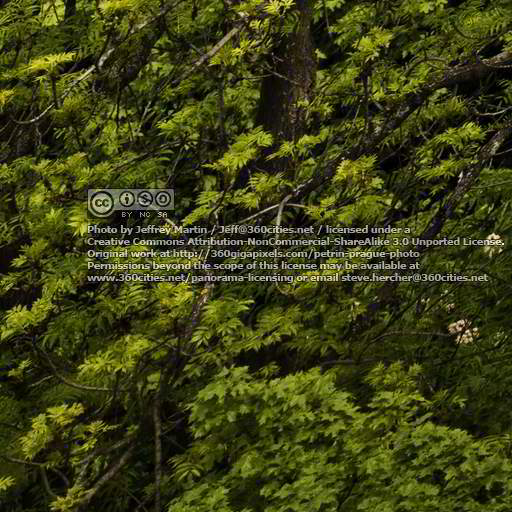 cc
BY NC SA
Photo by Jeffrey Martin / Jeff@360cities.net / licensed under a
Creative Commons Attribution-NonCommercial-ShareAlike 3.0 Unported License.
Original work at http://360gigapixels.com/petrin-prague-photo
Permissions beyond the scope of this license may be available at
www.360cities.net/panorama-licensing or email steve.hercher@360cities.net